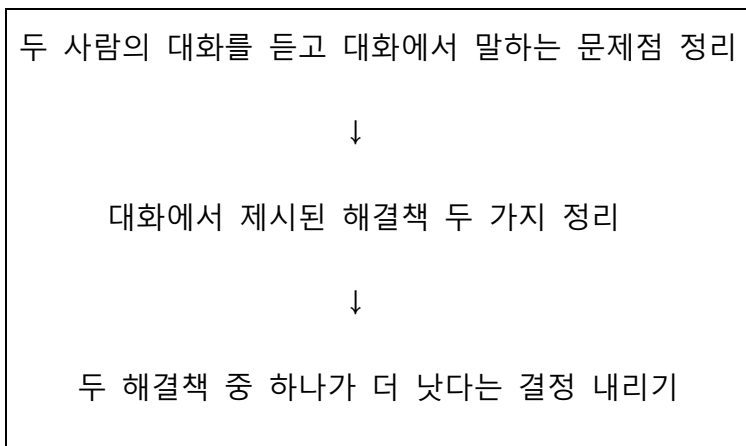 두 사람의 대화를 듣고 대화에서 말하는 문제점 정리
↓
대화에서 제시된 해결책 두 가지 정리
↓
두 해결책 중 하나가 더 낫다는 결정 내리기